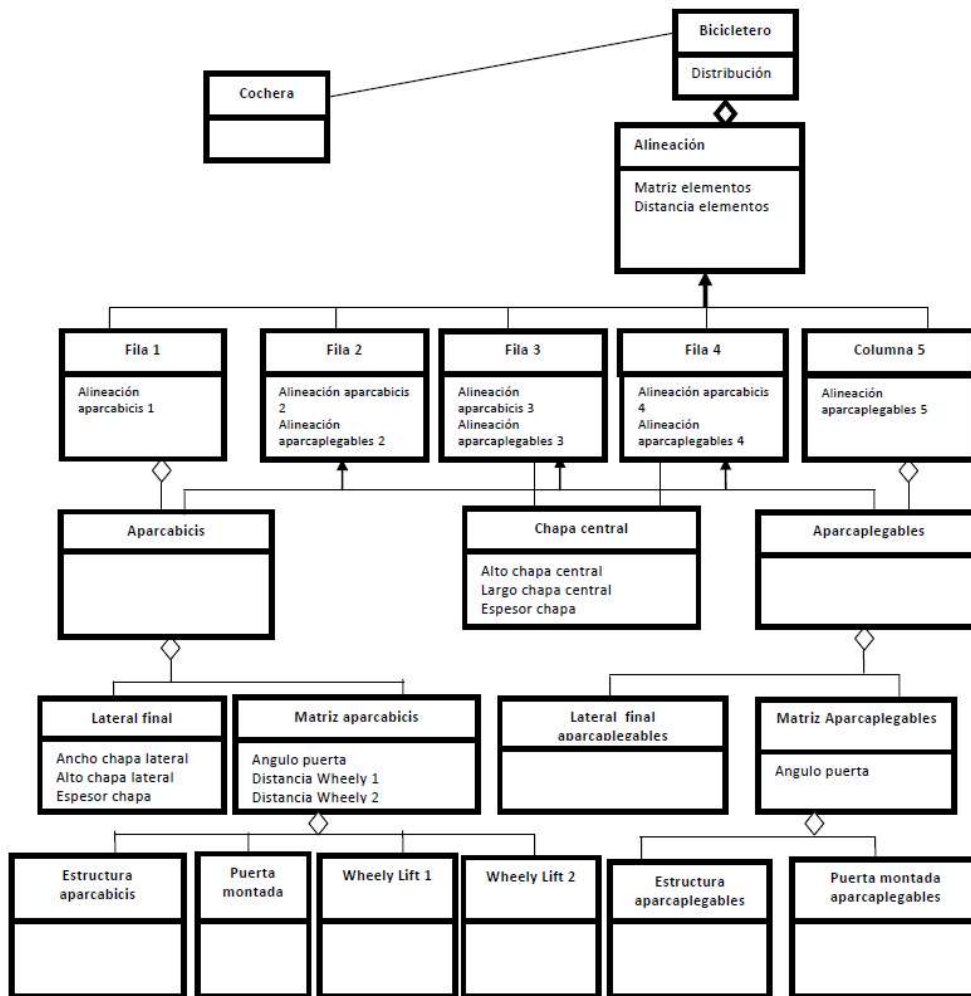 Bicicletero
Distribución
Cochera
Alineación
Matriz elementos
Distancia elementos
Fila 1
Alineación
aparcabicis 1
Fila 2
Alineación aparcabicis
2
Alineación
aparcaplegables 2
Fila 3
Alineación
aparcabicis 3
Alineación
aparcaplegables 3
Fila 4
Alineación aparcabicis
4
Alineación
aparcaplegables 4
Columna 5
Alineación
aparcaplegables 5
Aparcabicis
Chapa central
Alto chapa central
Largo chapa central
Espesor chapa
Aparcaplegables
Lateral final
Ancho chapa lateral
Alto chapa lateral
Espesor chapa
Matriz aparcabicis
Angulo puerta
Distancia Wheely 1
Distancia Wheely 2
Lateral final
aparcaplegables
Matriz Aparcaplegables
Angulo puerta
Estructura
aparcabicis
Puerta
montada
Wheely Lift 1
Wheely Lift 2
Estructura
aparcaplegables
Puerta montada
aparcaplegables